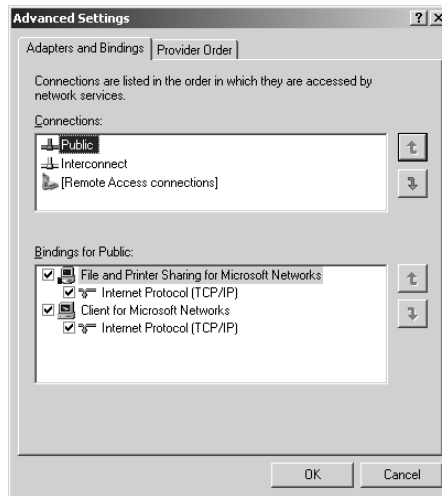 Advanced Settings
Adapters and Bindings
Provider Order
Connections are listed in the order in which they are accessed by
network services.
Connections:
Public
Interconnect
[Remote Access connections]
Bindings for Public:
File and Printer Sharing for Microsoft Networks
Internet Protocol (TCP/IP)
Client for Microsoft Networks
Internet Protocol (TCP/IP)
OK
Cancel